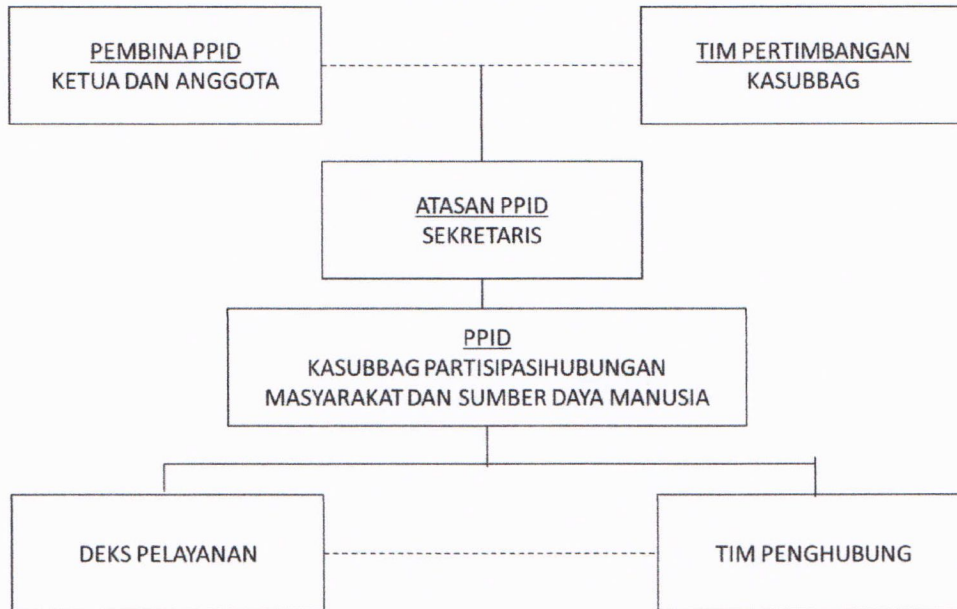 PEMBINA PPID
KETUA DAN ANGGOTA
TIM PERTIMBANGAN
KASUBBAG
ATASAN PPID
SEKRETARIS
PPID
KASUBBAG PARTISIPASIHUBUNGAN
MASYARAKAT DAN SUMBER DAYA MANUSIA
DEKS PELAYANAN
TIM PENGHUBUNG